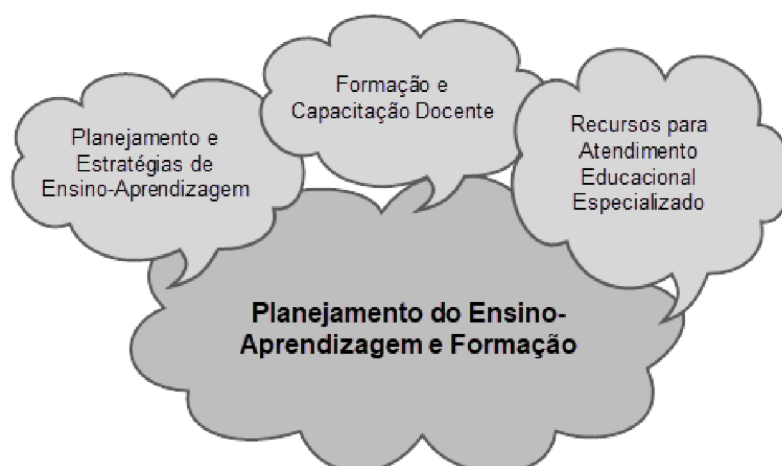 Planejamento e
Estratégias de
Ensino-Aprendizagem
Formação e
Capacitação Docente
Recursos para
Atendimento
Educacional
Especializado
Planejamento do Ensino-
Aprendizagem e Formação